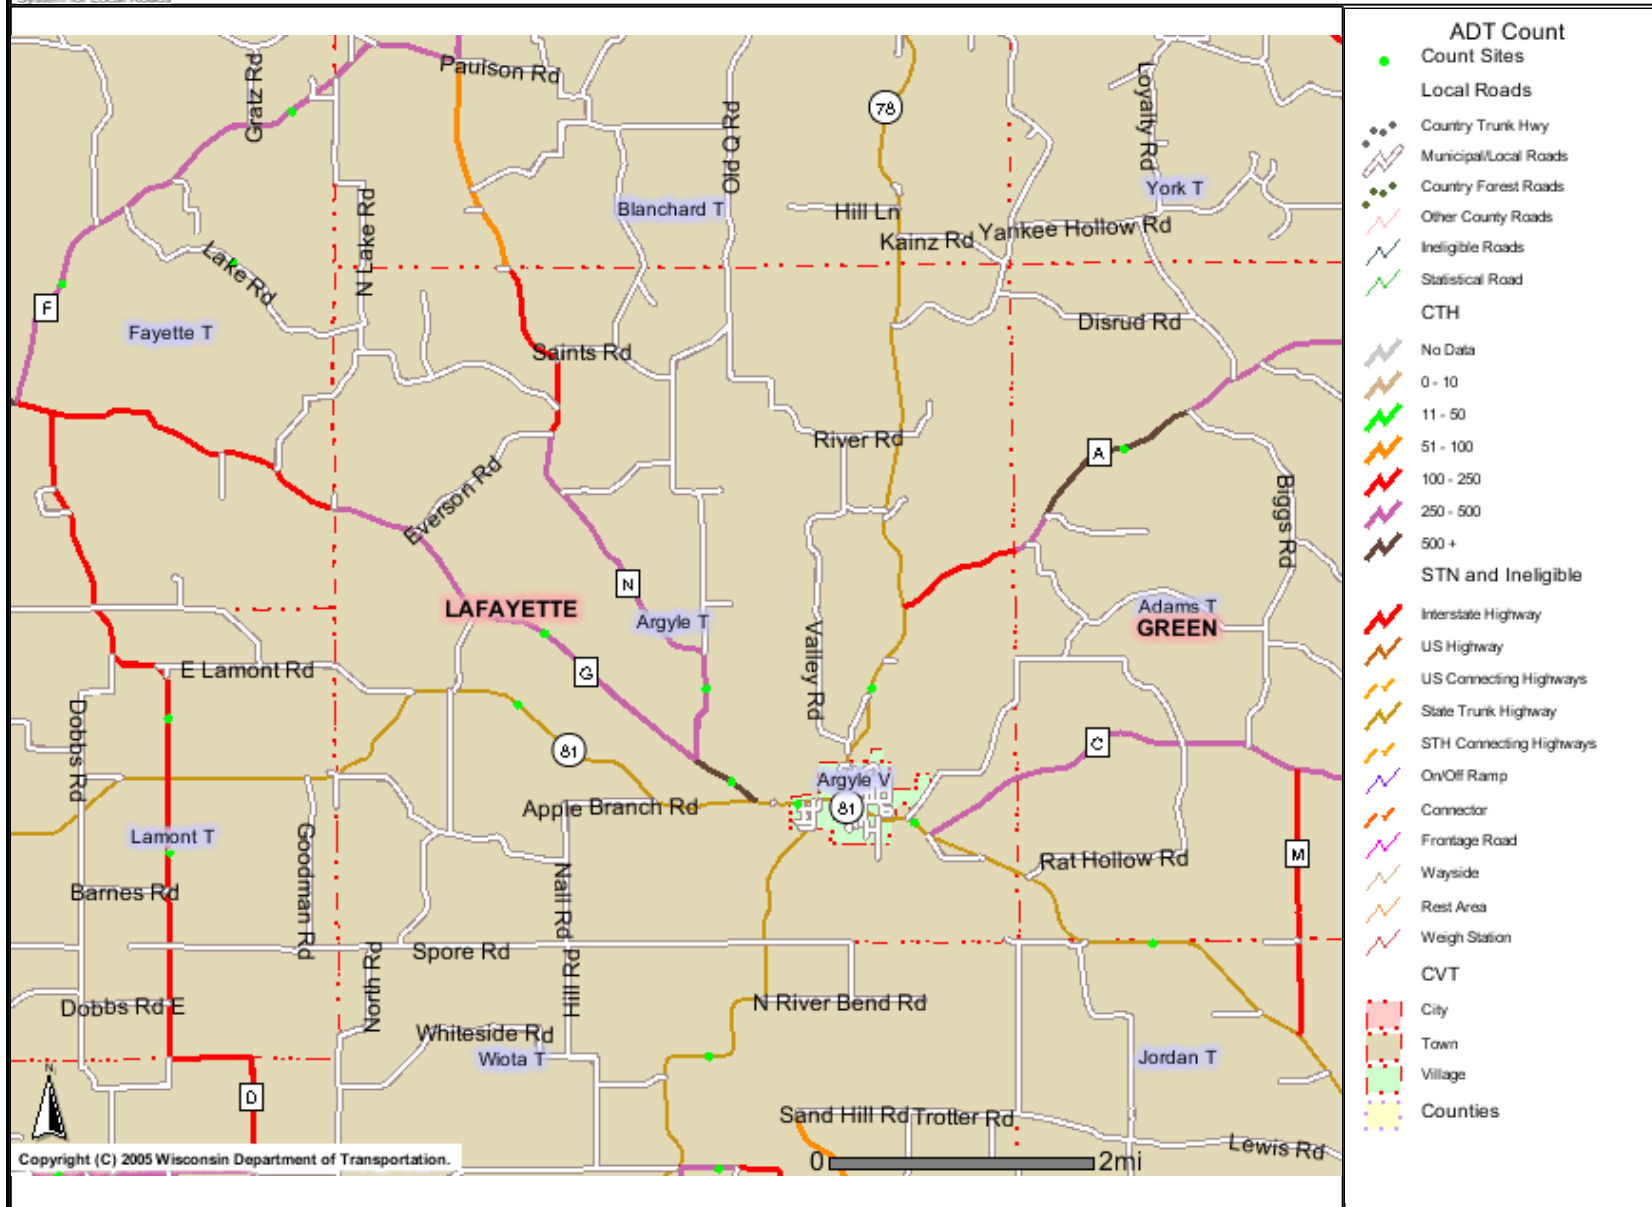 System for Local Roads
Gratz Rd
Paulson Rd
Old Q Rd
78
Loyalty Rd
N Lake Rd
Blanchard T
York T
Hill Ln
Kainz Rd
Yankee Hollow Rd
Lake Rd
F
Fayette T
Saints Rd
Disrud Rd
River Rd
A
Everson Rd
Biggs Rd
N
LAFAYETTE
Argyle T
Adams T
GREEN
Valley Rd
E Lamont Rd
G
Dobbs Rd
81
C
Argyle V
81
Apple Branch Rd
Lamont T
Goodman Rd
Rat Hollow Rd
M
Barnes Rd
Nall Rd
Spore Rd
North Rd
Hill Rd
Dobbs Rd E
N River Bend Rd
Whiteside Rd
Wiota T
Jordan T
N
D
Sand Hill Rd
Trotter Rd
Lewis Rd
Copyright (C) 2005 Wisconsin Department of Transportation.
0
2mi
ADT Count
Count Sites
Local Roads
Country Trunk Hwy
Municipal/Local Roads
Country Forest Roads
Other County Roads
Ineligible Roads
Statistical Road
CTH
No Data
0 - 10
11 - 50
51 - 100
100 - 250
250 - 500
500 +
STN and Ineligible
Interstate Highway
US Highway
US Connecting Highways
State Trunk Highway
STH Connecting Highways
On/Off Ramp
Connector
Frontage Road
Wayside
Rest Area
Weigh Station
CVT
City
Town
Village
Counties